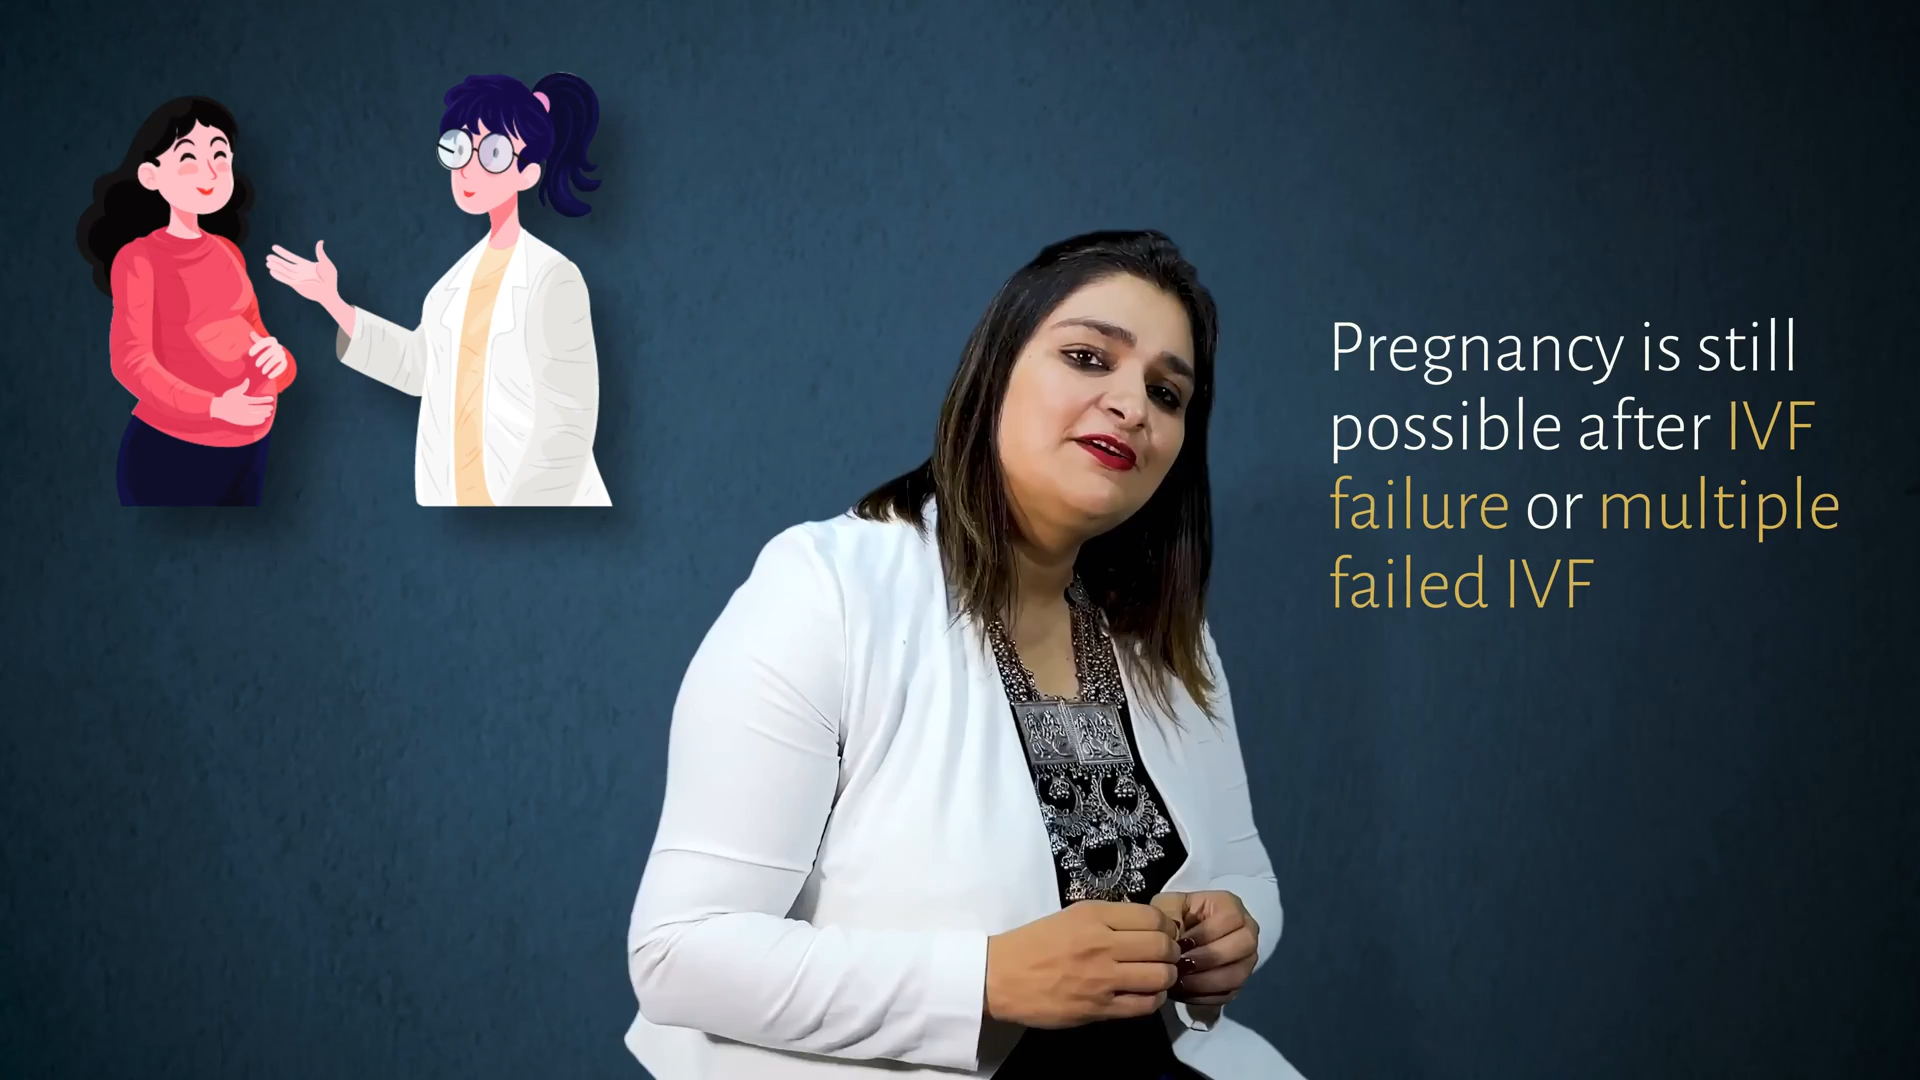 Pregnancy is still
possible after IVF
failure or multiple
failed IVF